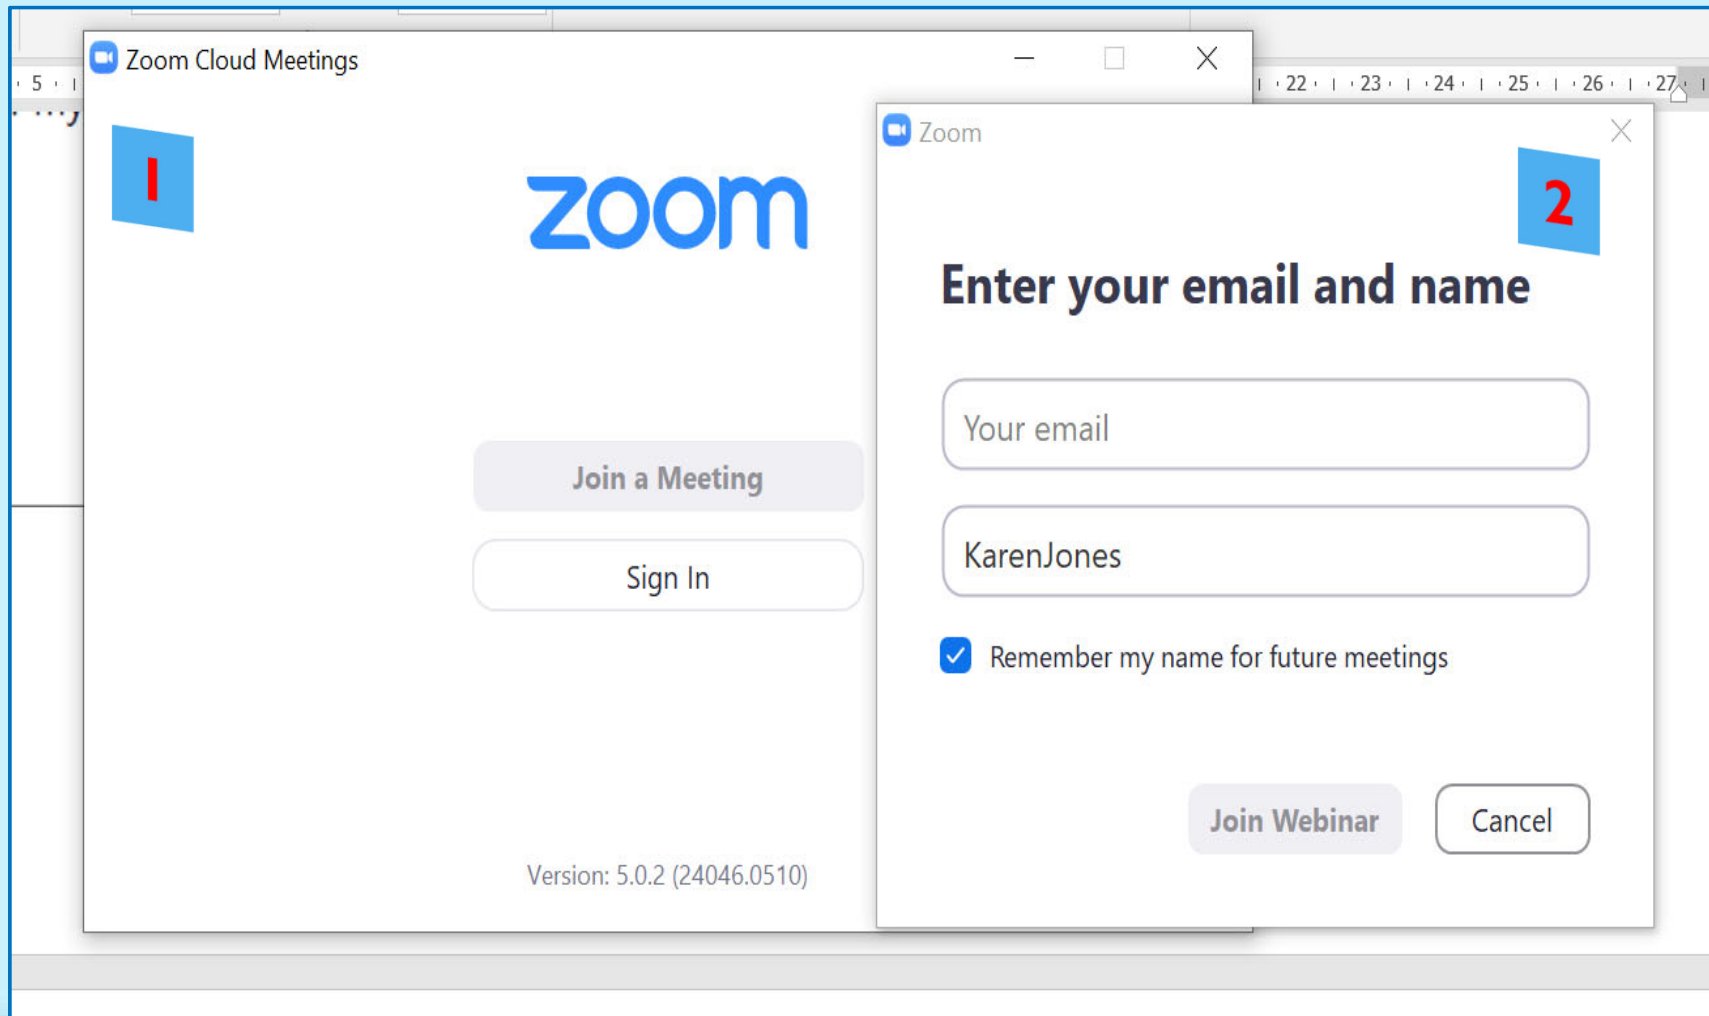 Zoom Cloud Meetings
5
22 23 24 25 26 27
my
1
zoom
Join a Meeting
Sign In
Version: 5.0.2 (24046.0510)
Zoom
2
Enter your email and name
Your email
KarenJones
Remember my name for future meetings
Join Webinar
Cancel